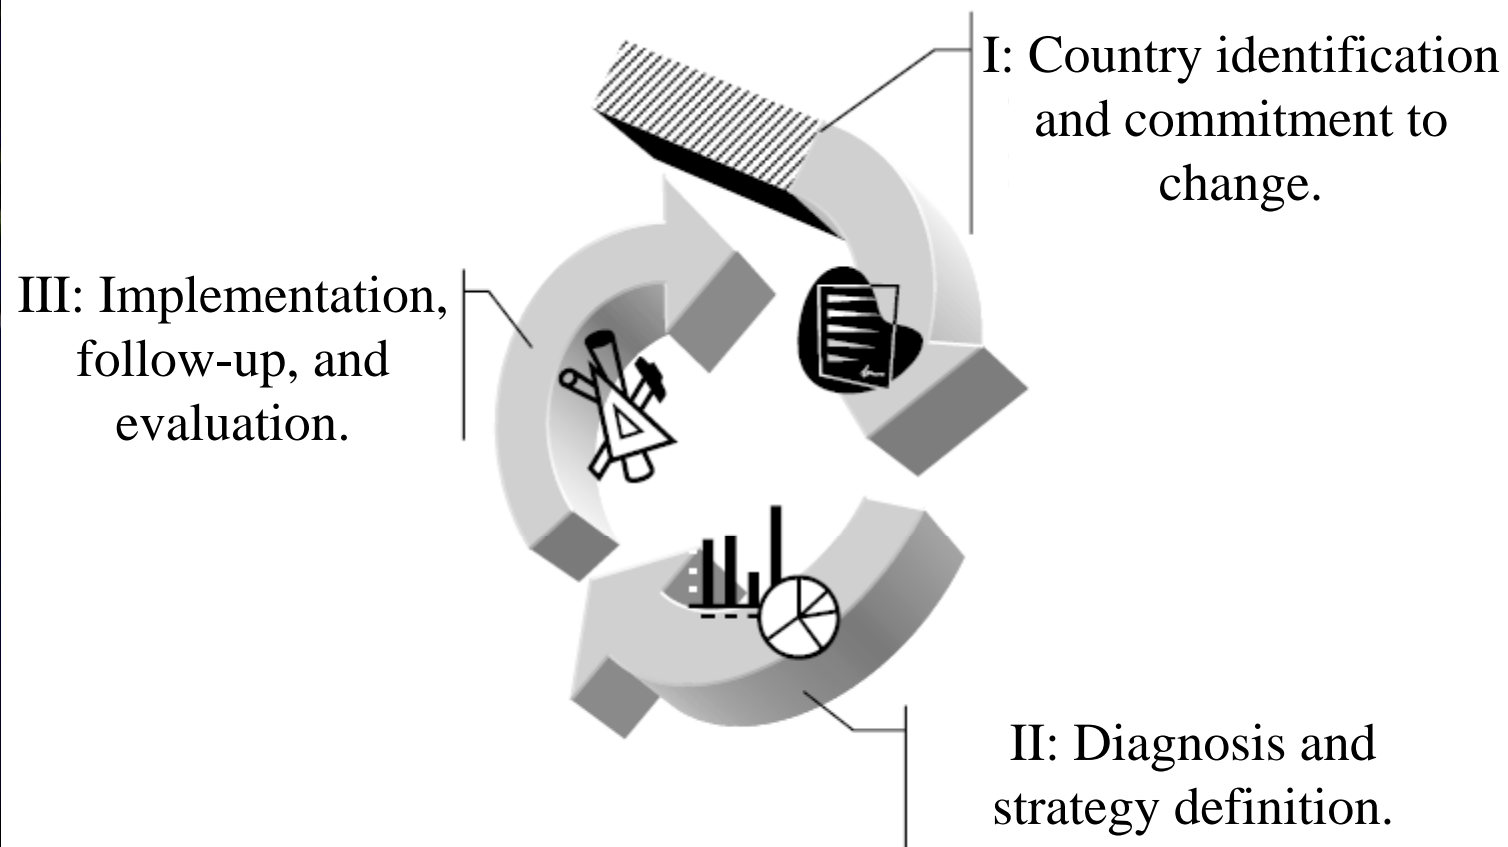 I: Country identification
and commitment to
change.
III: Implementation,
follow-up, and
evaluation.
II: Diagnosis and
strategy definition.